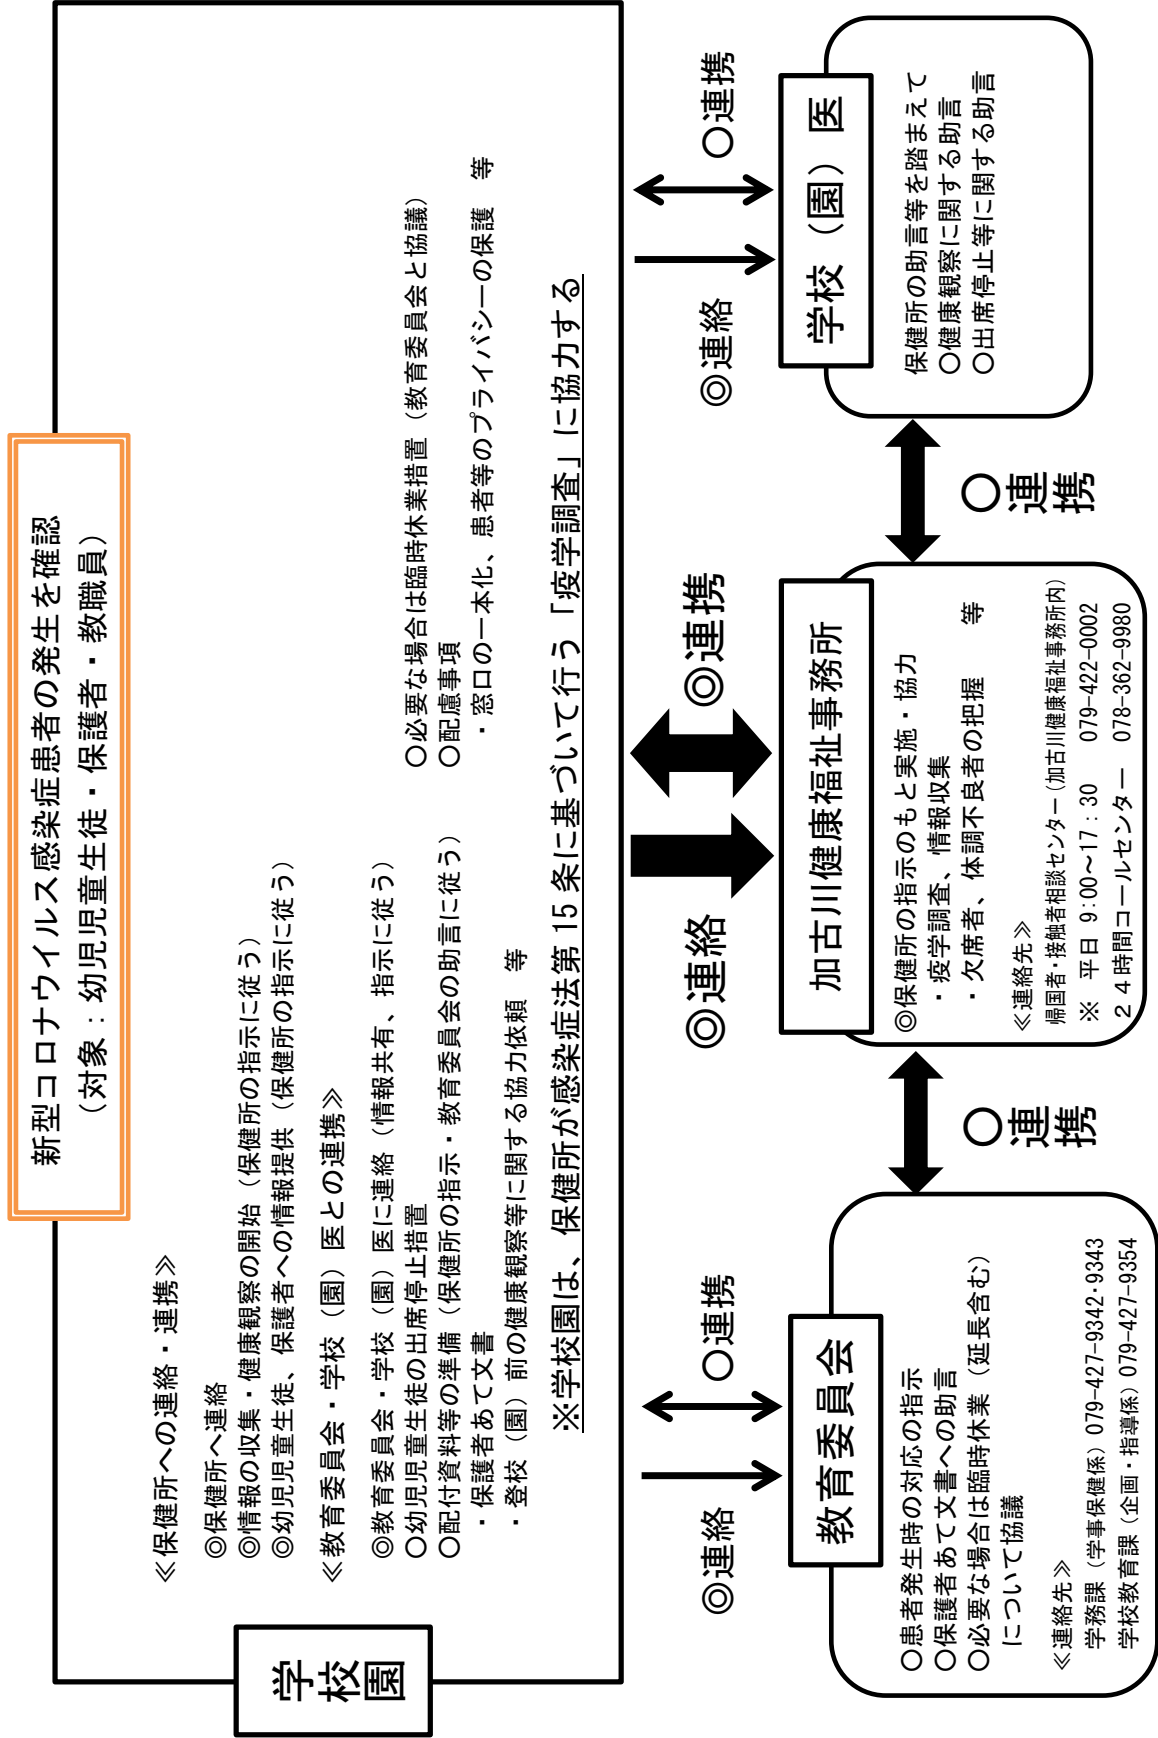 新型コロナウイルス感染症患者の発生を確認
（対象：幼児児童生徒・保護者・教職員）
学校園
≪保健所への連絡・連携≫
◎保健所へ連絡
◎情報の収集・健康観察の開始（保健所の指示に従う）
◎幼児児童生徒、保護者への情報提供（保健所の指示に従う）
≪教育委員会・学校（園）医との連携≫
◎教育委員会・学校（園）医に連絡（情報共有、指示に従う）
○幼児児童生徒の出席停止措置
○配付資料等の準備（保健所の指示・教育委員会の助言に従う）
・保護者あて文書
・登校（園）前の健康観察等に関する協力依頼　等
○必要な場合は臨時休業措置（教育委員会と協議）
○配慮事項
・窓口の一本化、患者等のプライバシーの保護　等
※学校園は、保健所が感染症法第 15 条に基づいて行う「疫学調査」に協力する
◎連絡
○連携
◎連絡
◎連携
◎連絡
○連携
教育委員会
○患者発生時の対応の指示
○保護者あて文書への助言
○必要な場合は臨時休業（延長含む）
について協議
≪連絡先≫
学務課（学事保健係）079-427-9342・9343
学校教育課（企画・指導係）079-427-9354
○連携
加古川健康福祉事務所
◎保健所の指示のもと実施・協力
・疫学調査、情報収集
・欠席者、体調不良者の把握　等
≪連絡先≫
帰国者・接触者相談センター（加古川健康福祉事務所内）
※　平日 9:00～17：30　079-422-0002
２４時間コールセンター　078-362-9980
○連携
学校（園）医
保健所の助言等を踏まえて
○健康観察に関する助言
○出席停止等に関する助言